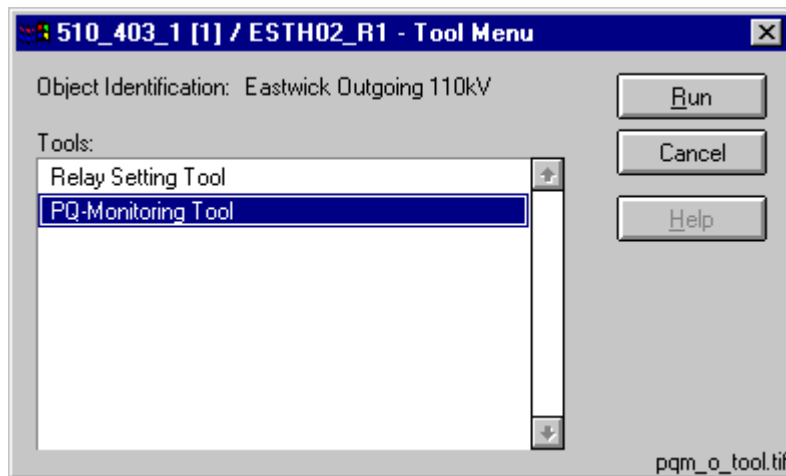 510_403_1 [1] / ESTH02_R1 - Tool Menu
Object Identification: Eastwick Outgoing 110kV
Run
Tools:
Cancel
Relay Setting Tool
PQ-Monitoring Tool
Help
pqm_o_tool.tif